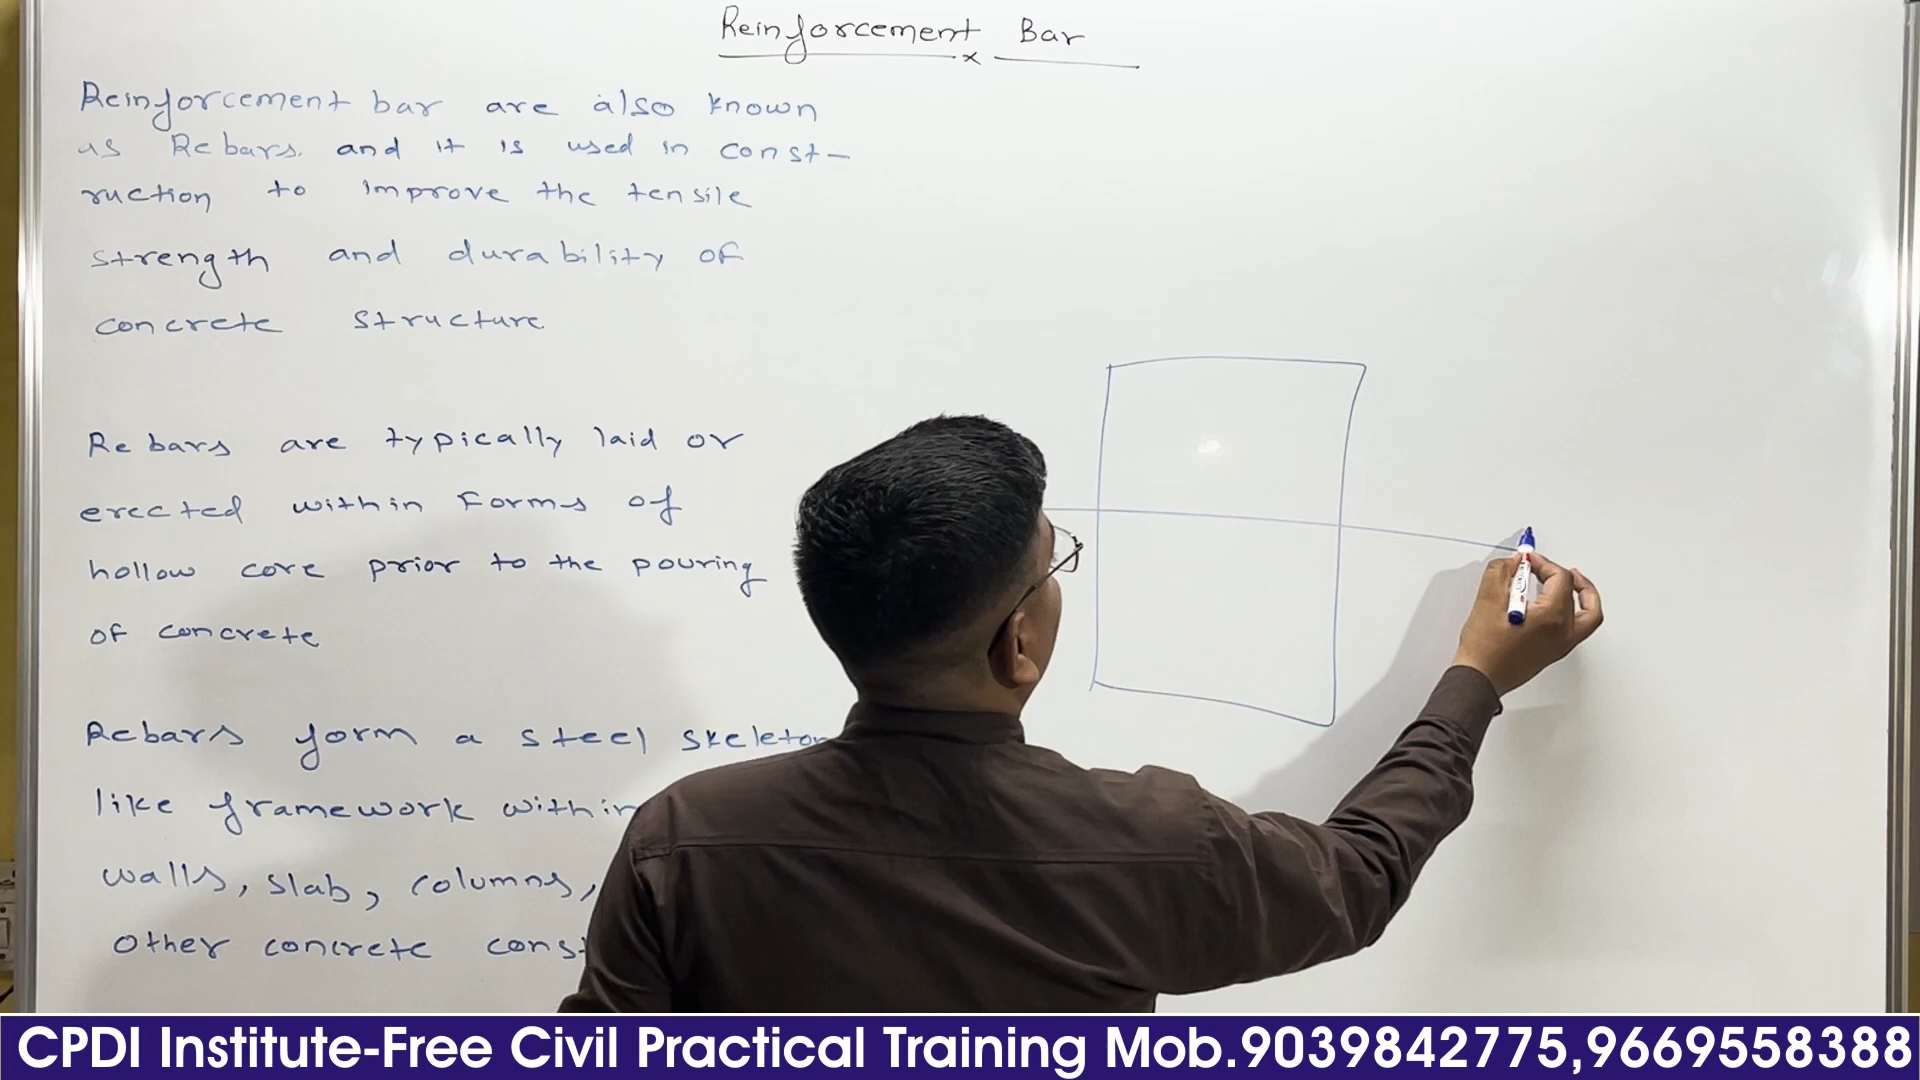 Reinforcement Bar
Reinforcement bar are also known
as Rebars. and it is used in const-
ruction to improve the tensile
strength and durability of
concrete structure.
Rebars are typically laid or
erected within Forms of
hollow core prior to the pouring
of concrete
Rebars form a steel skeleton
like framework within
walls, slab, columns,
other concrete const
CPDI Institute-Free Civil Practical Training Mob.9039842775,9669558388